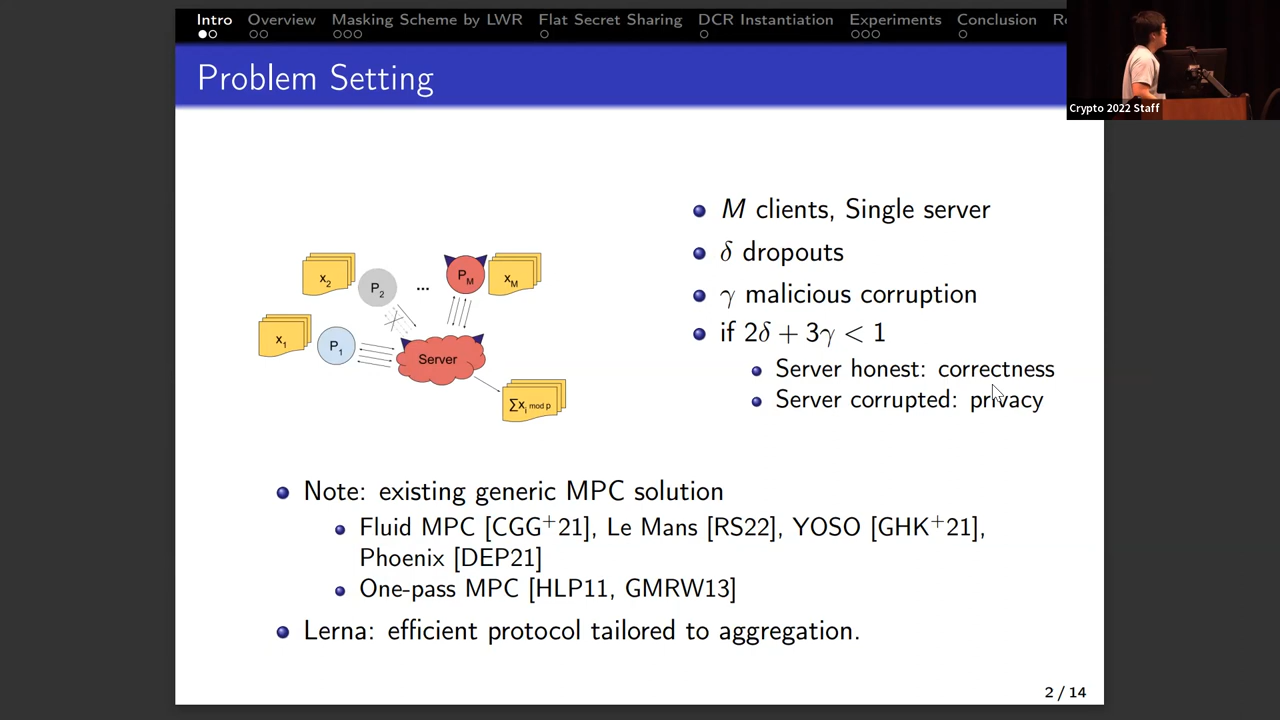 Intro Overview Masking Scheme by LWR Flat Secret Sharing DCR Instantiation Experiments Conclusion
Crypto 2022 Staff
Problem Setting
M clients, Single server
δ dropouts
γ malicious corruption
if 2δ + 3γ < 1
Server honest: correctness
Server corrupted: privacy
x2 P2 ... PM xM
x1 P1 Server
∑xi mod p
Note: existing generic MPC solution
Fluid MPC [CGG+21], Le Mans [RS22], YOSO [GHK+21],
Phoenix [DEP21]
One-pass MPC [HLP11, GMRW13]
Lerna: efficient protocol tailored to aggregation.
2 / 14